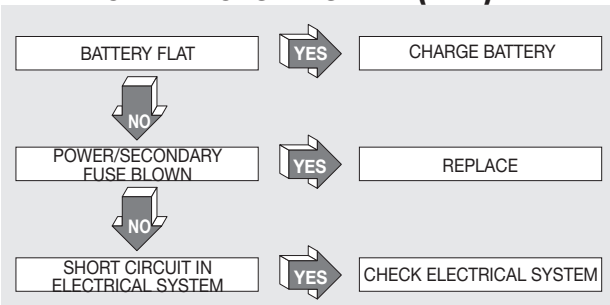 BATTERY FLAT
YES
CHARGE BATTERY
NO
POWER/SECONDARY
FUSE BLOWN
YES
REPLACE
NO
SHORT CIRCUIT IN
ELECTRICAL SYSTEM
YES
CHECK ELECTRICAL SYSTEM